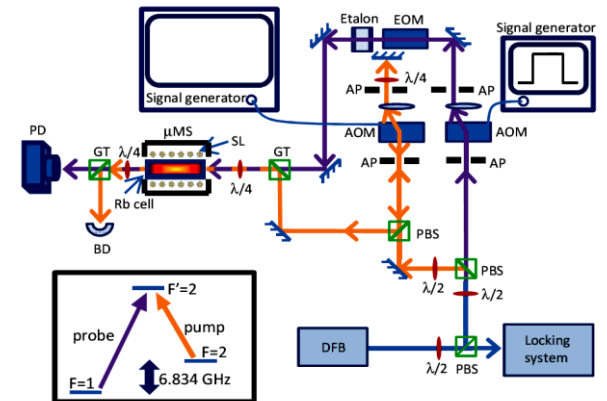 Etalon
EOM
Signal generator
λ/4
AP
AP
Signal generator
AOM
AOM
PD
GT
λ/4
μMS
SL
GT
AP
AP
λ/4
Rb cell
BD
PBS
λ/2
PBS
λ/2
F'=2
probe
pump
F=2
F=1
6.834 GHz
DFB
λ/2
PBS
Locking
system